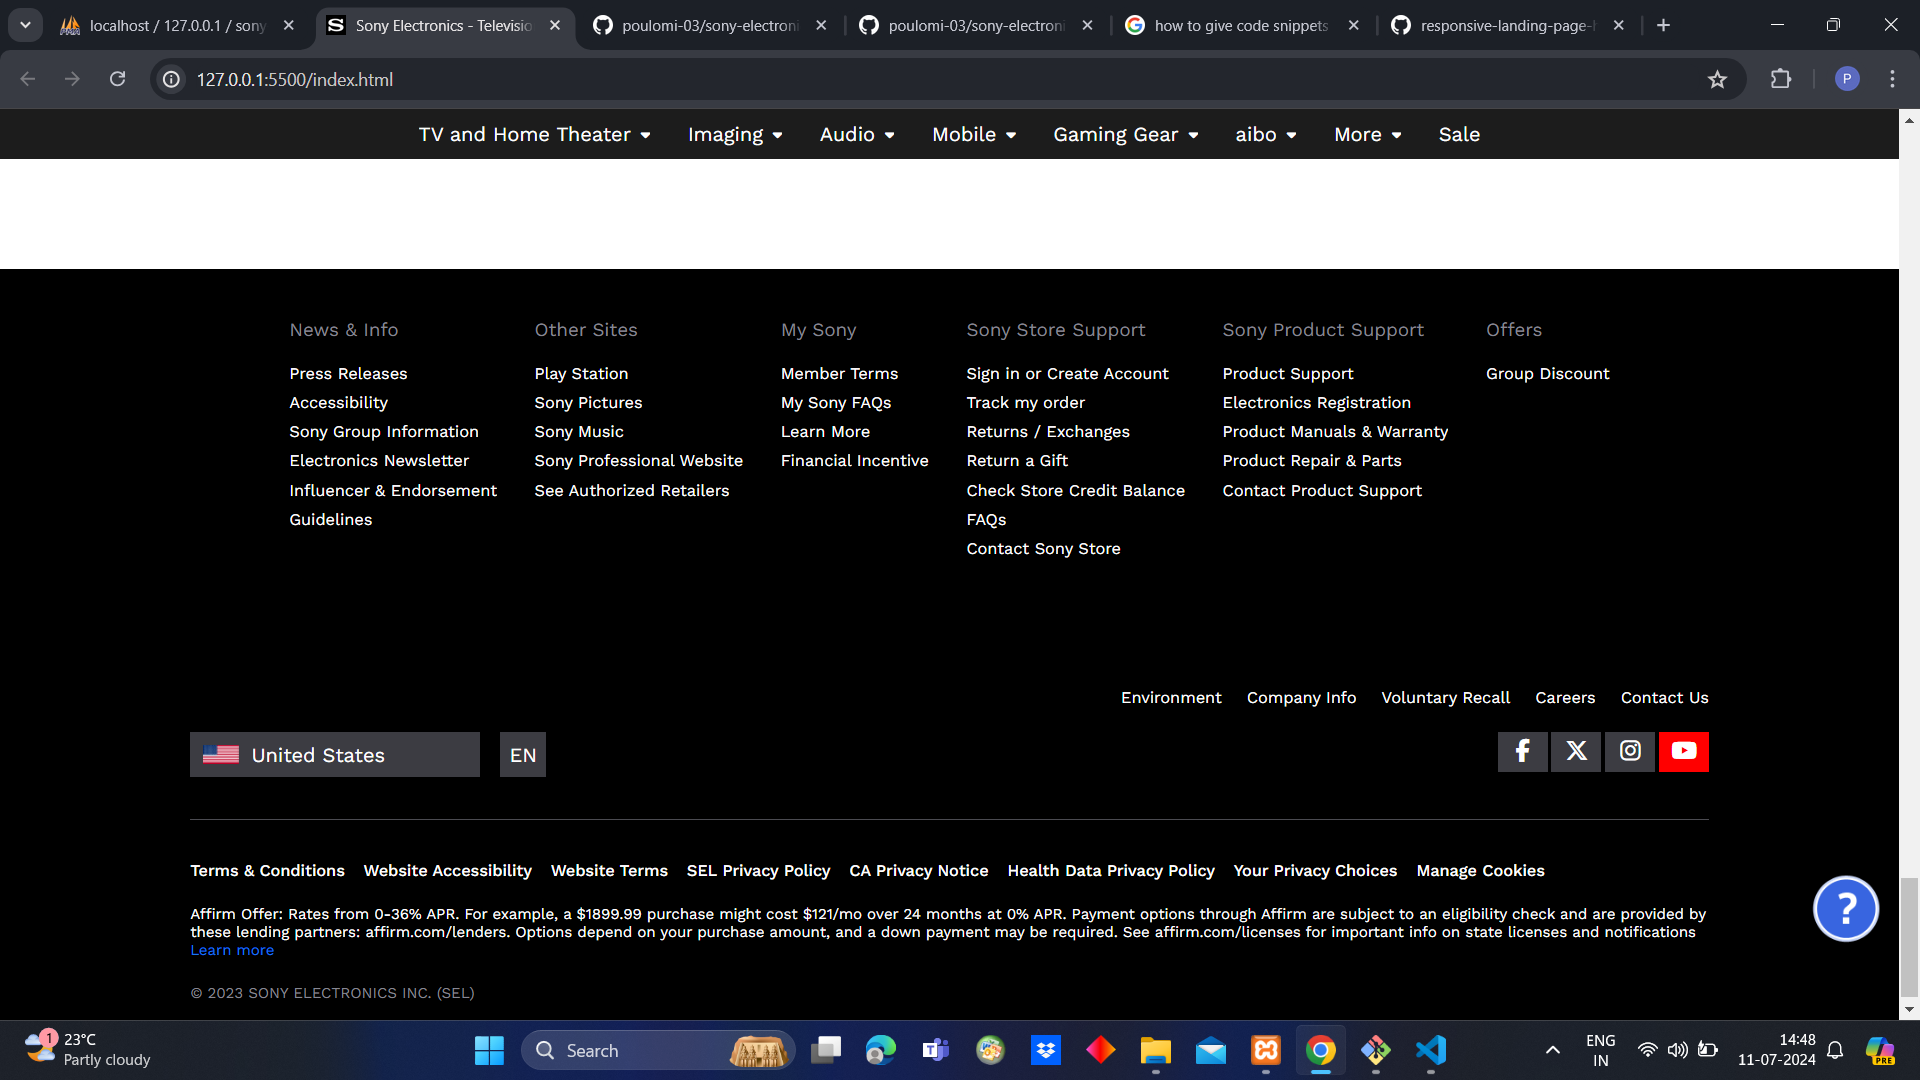 localhost / 127.0.0.1 / sony
Sony Electronics - Televisio
poulomi-03/sony-electroni
poulomi-03/sony-electroni
how to give code snippets
responsive-landing-page-h
127.0.0.1:5500/index.html
P
TV and Home Theater Imaging Audio Mobile Gaming Gear aibo More Sale
News & Info
Press Releases
Accessibility
Sony Group Information
Electronics Newsletter
Influencer & Endorsement
Guidelines
Other Sites
Play Station
Sony Pictures
Sony Music
Sony Professional Website
See Authorized Retailers
My Sony
Member Terms
My Sony FAQs
Learn More
Financial Incentive
Sony Store Support
Sign in or Create Account
Track my order
Returns / Exchanges
Return a Gift
Check Store Credit Balance
FAQs
Contact Sony Store
Sony Product Support
Product Support
Electronics Registration
Product Manuals & Warranty
Product Repair & Parts
Contact Product Support
Offers
Group Discount
Environment Company Info Voluntary Recall Careers Contact Us
United States EN
Terms & Conditions Website Accessibility Website Terms SEL Privacy Policy CA Privacy Notice Health Data Privacy Policy Your Privacy Choices Manage Cookies
Affirm Offer: Rates from 0-36% APR. For example, a $1899.99 purchase might cost $121/mo over 24 months at 0% APR. Payment options through Affirm are subject to an eligibility check and are provided by
these lending partners: affirm.com/lenders. Options depend on your purchase amount, and a down payment may be required. See affirm.com/licenses for important info on state licenses and notifications
Learn more
?
© 2023 SONY ELECTRONICS INC. (SEL)
1
23°C
Partly cloudy
Search
ENG
IN
14:48
11-07-2024
PRE